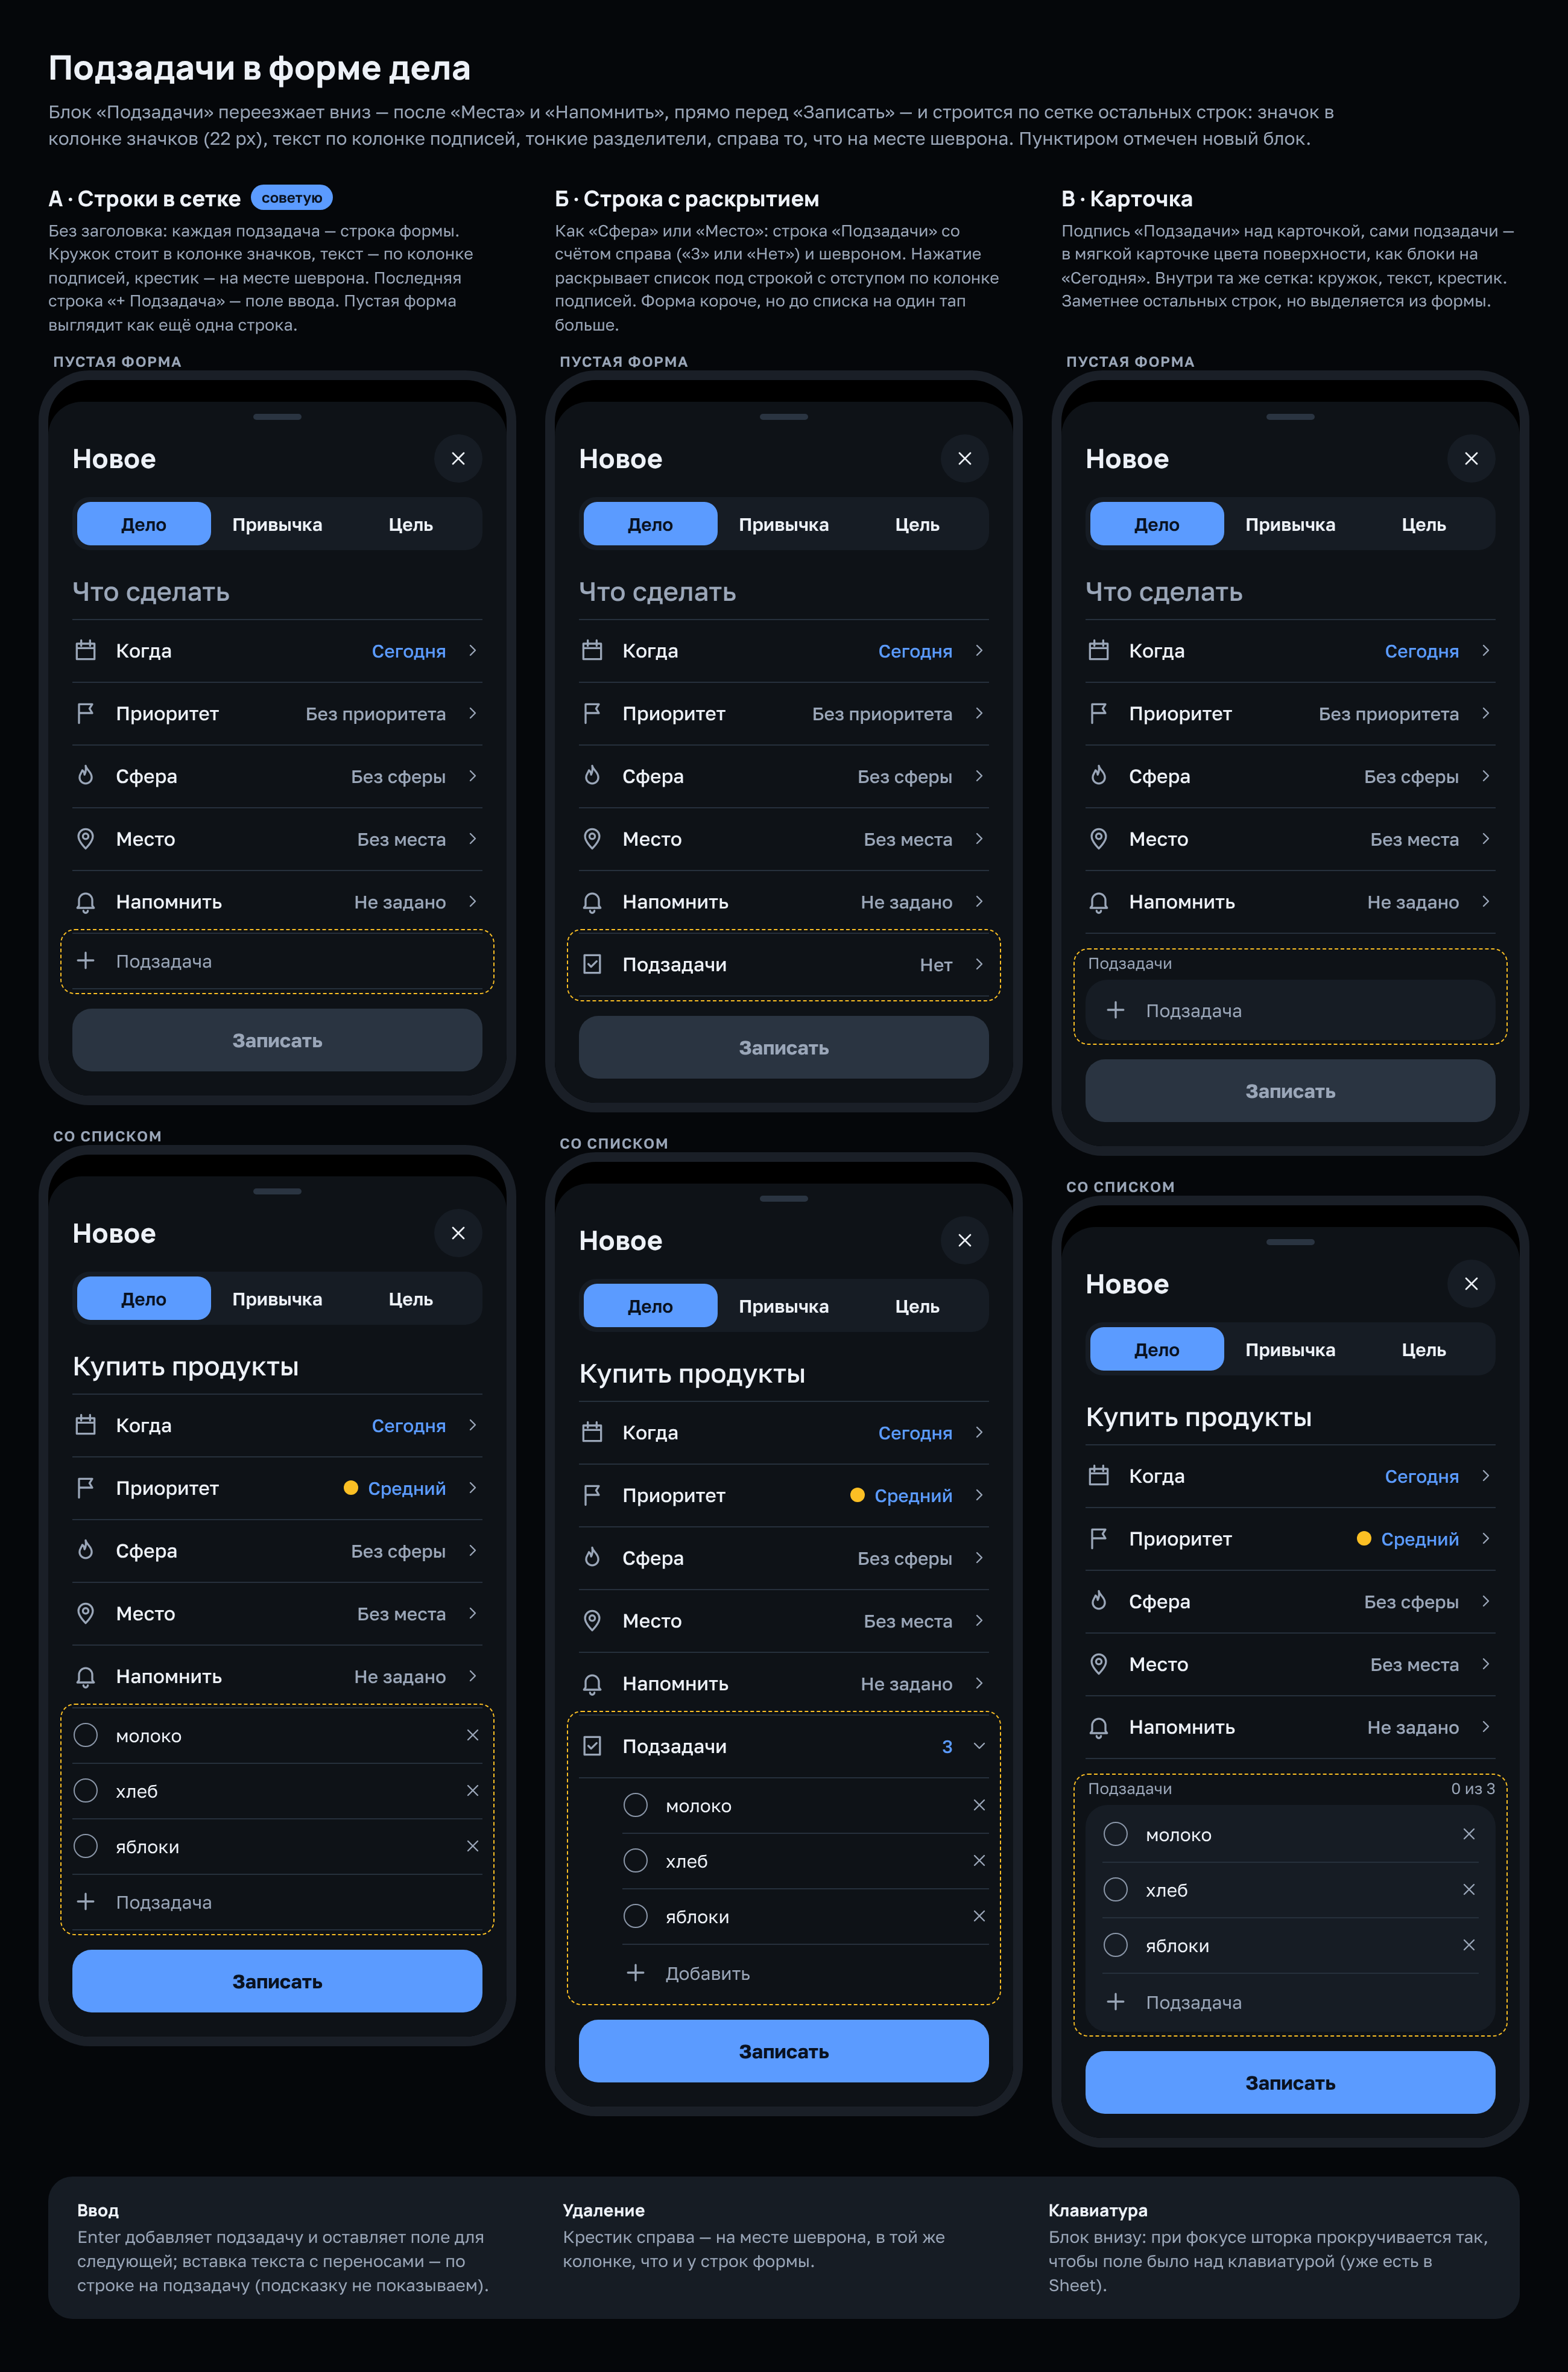 Подзадачи в форме дела
Блок «Подзадачи» переезжает вниз — после «Места» и «Напомнить», прямо перед «Записать» — и строится по сетке остальных строк: значок в
колонке значков (22 px), текст по колонке подписей, тонкие разделители, справа то, что на месте шеврона. Пунктиром отмечен новый блок.
А · Строки в сетке советую
Без заголовка: каждая подзадача — строка формы.
Кружок стоит в колонке значков, текст — по колонке
подписей, крестик — на месте шеврона. Последняя
строка «+ Подзадача» — поле ввода. Пустая форма
выглядит как ещё одна строка.
ПУСТАЯ ФОРМА
Новое
Дело Привычка Цель
Что сделать
Когда Сегодня
Приоритет Без приоритета
Сфера Без сферы
Место Без места
Напомнить Не задано
Подзадача
Записать
СО СПИСКОМ
Новое
Дело Привычка Цель
Купить продукты
Когда Сегодня
Приоритет Средний
Сфера Без сферы
Место Без места
Напомнить Не задано
молоко
хлеб
яблоки
Подзадача
Записать
Б · Строка с раскрытием
Как «Сфера» или «Место»: строка «Подзадачи» со
счётом справа («3» или «Нет») и шевроном. Нажатие
раскрывает список под строкой с отступом по колонке
подписей. Форма короче, но до списка на один тап
больше.
ПУСТАЯ ФОРМА
Новое
Дело Привычка Цель
Что сделать
Когда Сегодня
Приоритет Без приоритета
Сфера Без сферы
Место Без места
Напомнить Не задано
Подзадачи Нет
Записать
СО СПИСКОМ
Новое
Дело Привычка Цель
Купить продукты
Когда Сегодня
Приоритет Средний
Сфера Без сферы
Место Без места
Напомнить Не задано
Подзадачи 3
молоко
хлеб
яблоки
Добавить
Записать
В · Карточка
Подпись «Подзадачи» над карточкой, сами подзадачи —
в мягкой карточке цвета поверхности, как блоки на
«Сегодня». Внутри та же сетка: кружок, текст, крестик.
Заметнее остальных строк, но выделяется из формы.
ПУСТАЯ ФОРМА
Новое
Дело Привычка Цель
Что сделать
Когда Сегодня
Приоритет Без приоритета
Сфера Без сферы
Место Без места
Напомнить Не задано
Подзадачи
Подзадача
Записать
СО СПИСКОМ
Новое
Дело Привычка Цель
Купить продукты
Когда Сегодня
Приоритет Средний
Сфера Без сферы
Место Без места
Напомнить Не задано
Подзадачи 0 из 3
молоко
хлеб
яблоки
Подзадача
Записать
Ввод
Enter добавляет подзадачу и оставляет поле для
следующей; вставка текста с переносами — по
строке на подзадачу (подсказку не показываем).
Удаление
Крестик справа — на месте шеврона, в той же
колонке, что и у строк формы.
Клавиатура
Блок внизу: при фокусе шторка прокручивается так,
чтобы поле было над клавиатурой (уже есть в
Sheet).